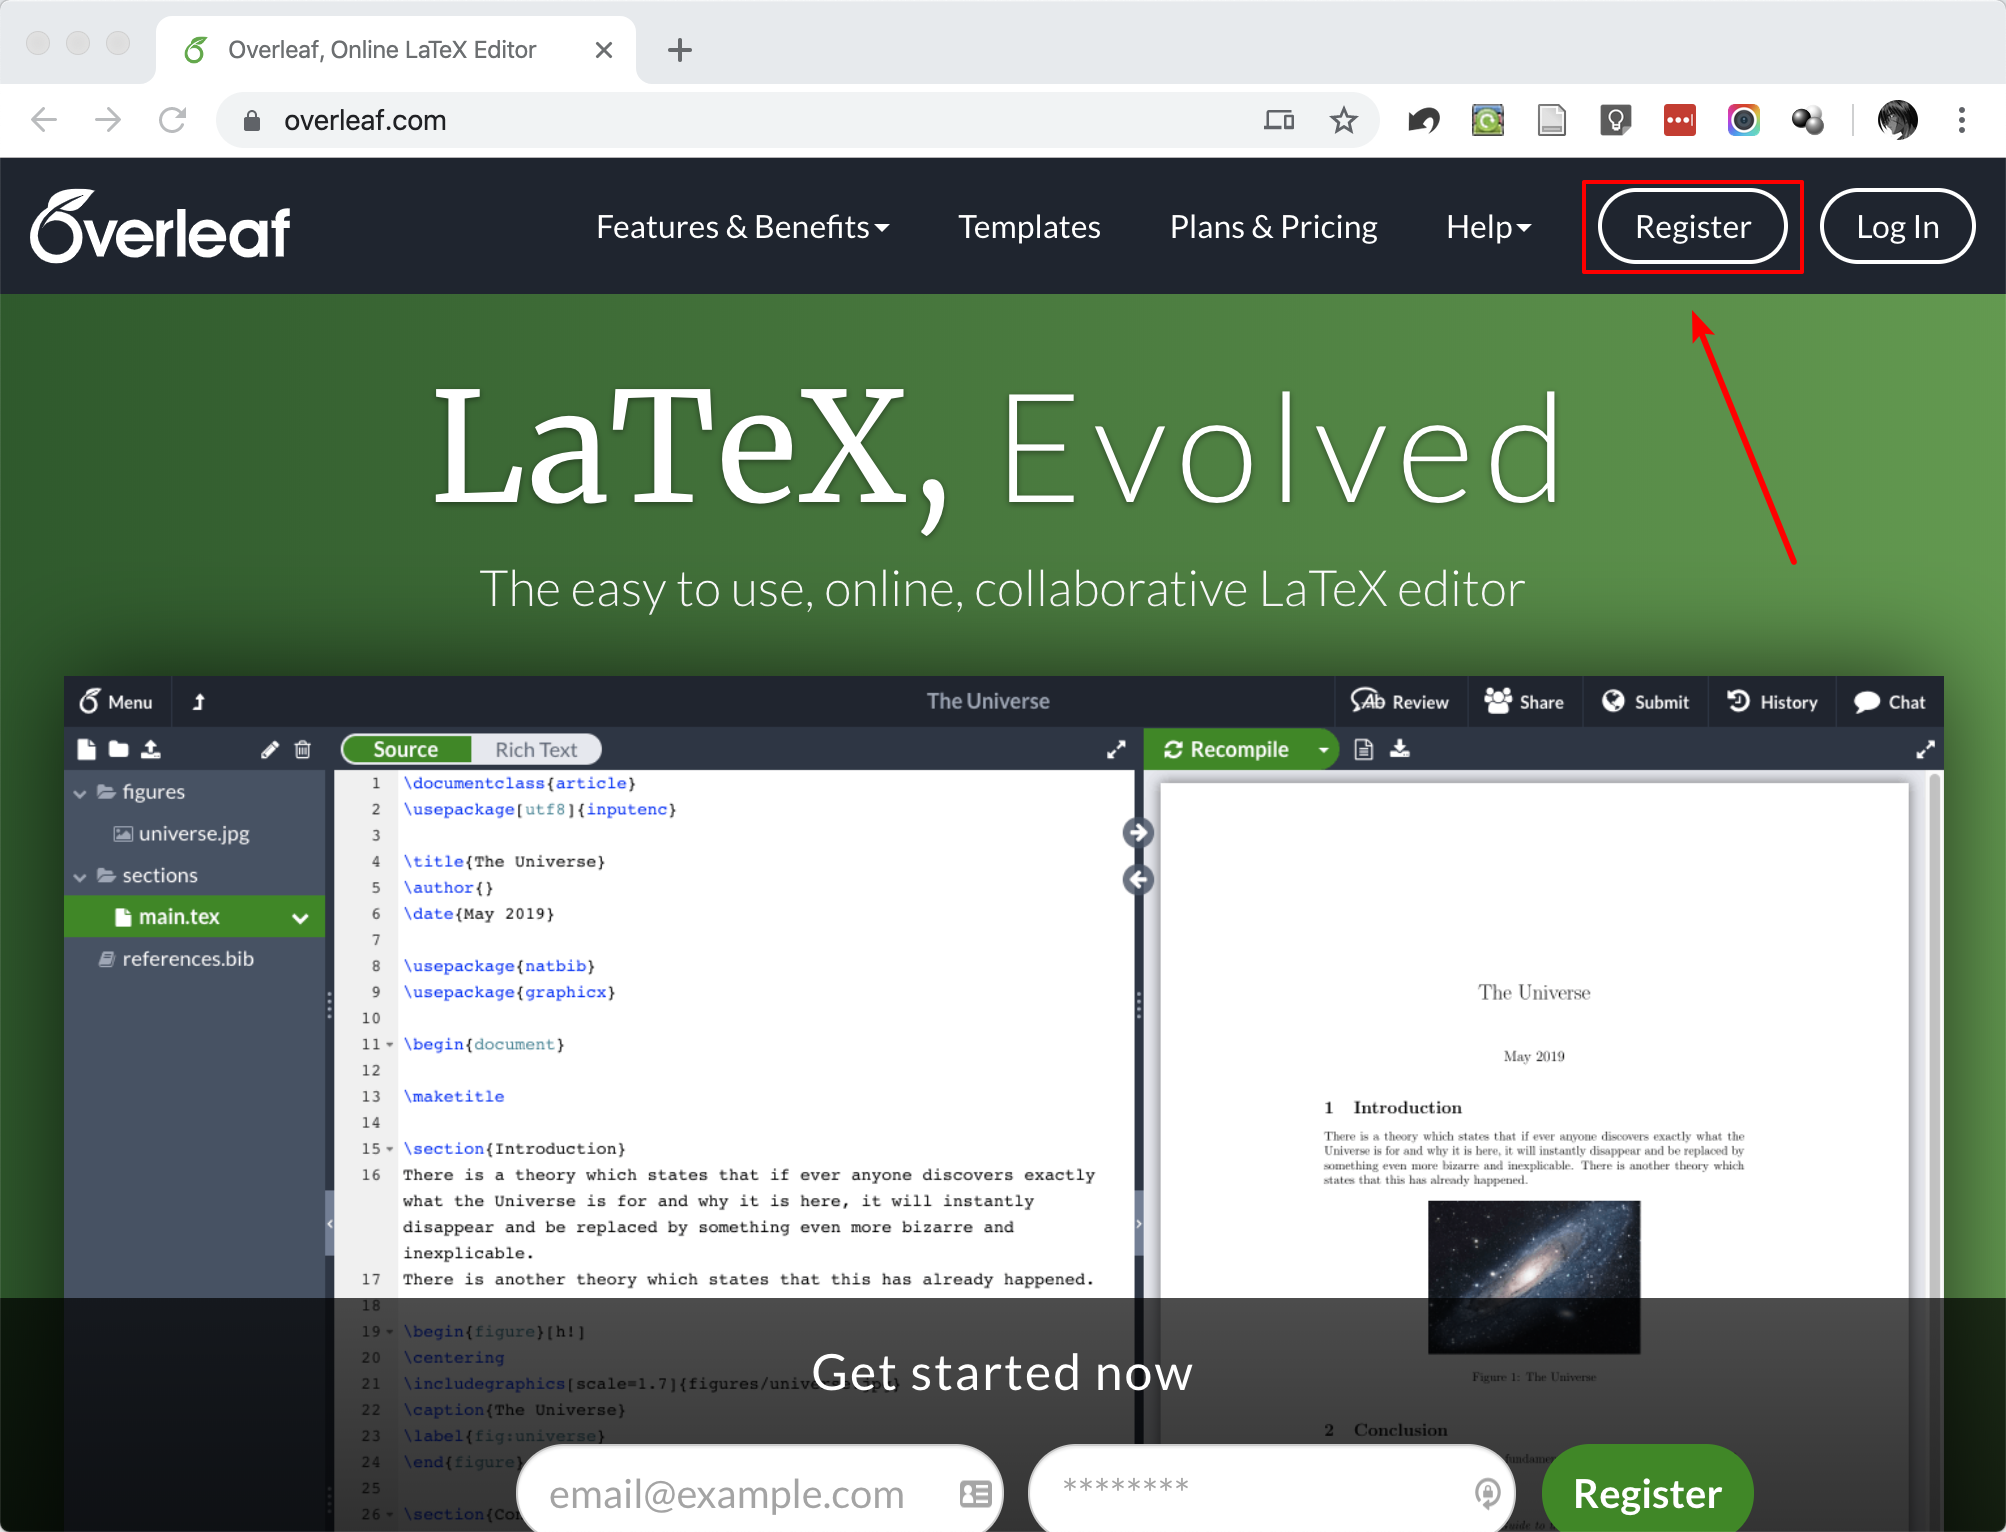 Overleaf, Online LaTeX Editor
overleaf.com
Overleaf
Features & Benefits
Templates
Plans & Pricing
Help
Register
Log In
LaTeX, Evolved
The easy to use, online, collaborative LaTeX editor
Menu
The Universe
Review
Share
Submit
History
Chat
Source
Rich Text
Recompile
figures
universe.jpg
sections
main.tex
references.bib
1 \documentclass{article}
2 \usepackage[utf8]{inputenc}
3
4 \title{The Universe}
5 \author{}
6 \date{May 2019}
7
8 \usepackage{natbib}
9 \usepackage{graphicx}
10
11 \begin{document}
12
13 \maketitle
14
15 \section{Introduction}
16 There is a theory which states that if ever anyone discovers exactly
what the Universe is for and why it is here, it will instantly
disappear and be replaced by something even more bizarre and
inexplicable.
17 There is another theory which states that this has already happened.
18
19 \begin{figure}[h!]
20 \centering
21 \includegraphics[scale=1.7]{figures/universe.jpg}
22 \caption{The Universe}
23 \label{fig:universe}
24 \end{figure}
25
26 \section{Con
The Universe
May 2019
1 Introduction
There is a theory which states that if ever anyone discovers exactly what the
Universe is for and why it is here, it will instantly disappear and be replaced by
something even more bizarre and inexplicable. There is another theory which
states that this has already happened.
Figure 1: The Universe
2 Conclusion
Get started now
email@example.com
********
Register